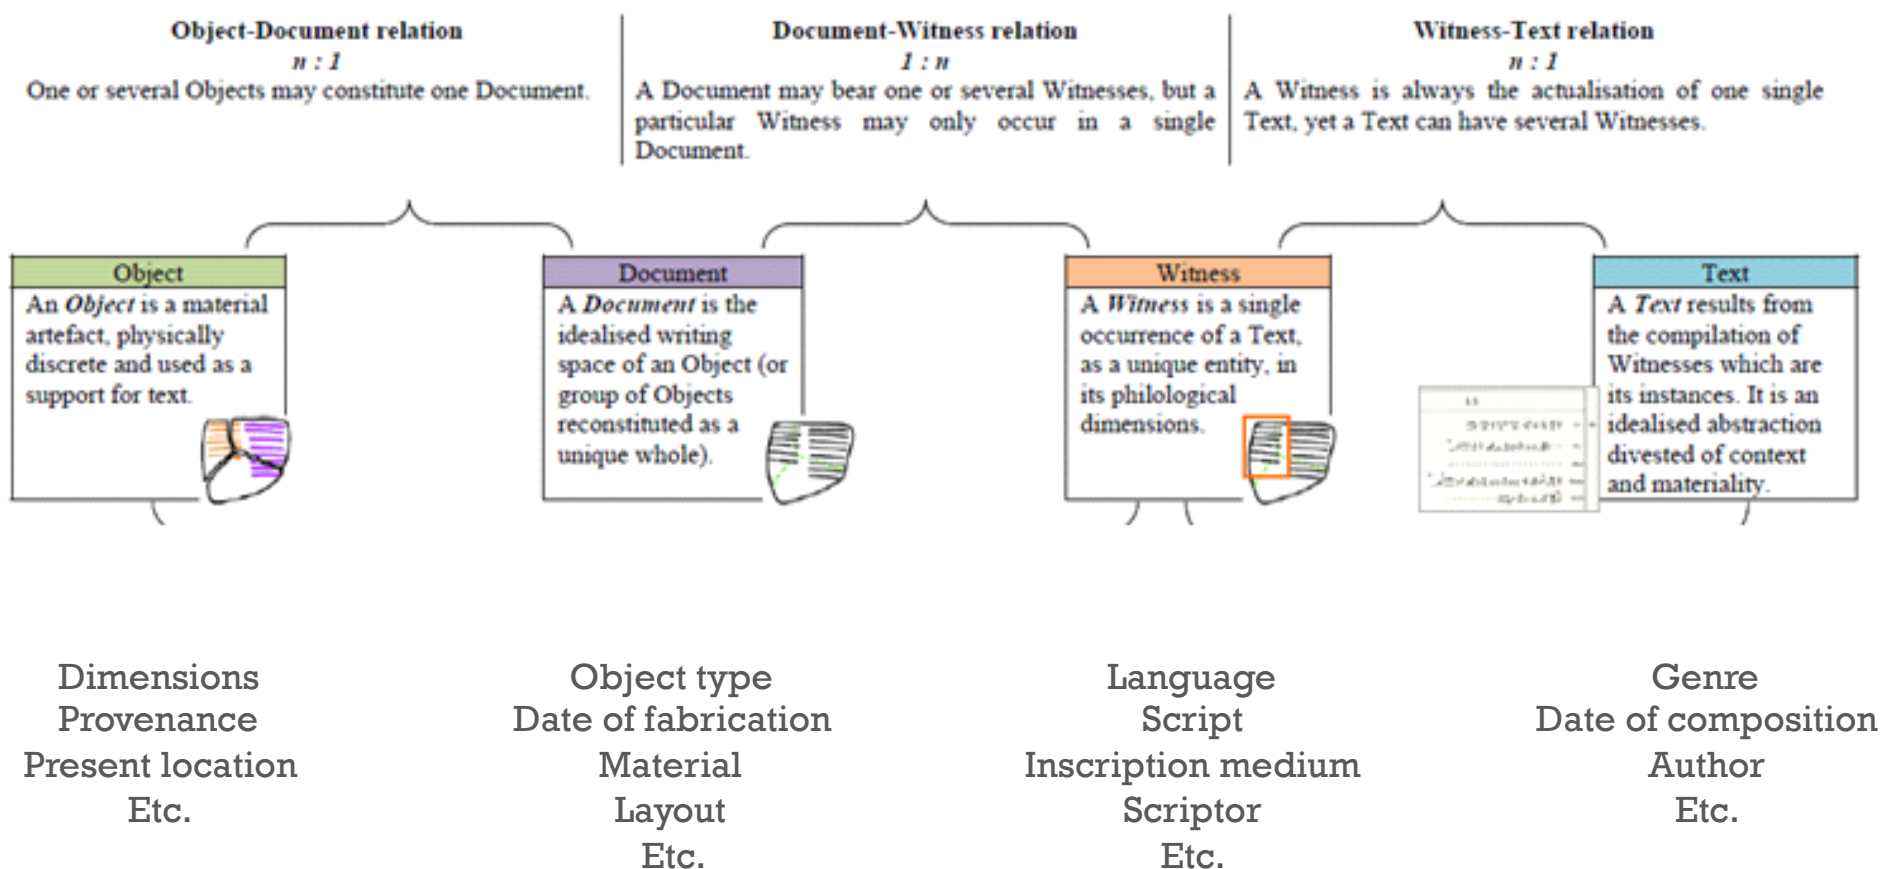 Object-Document relation
n : 1
One or several Objects may constitute one Document.
Document-Witness relation
1 : n
A Document may bear one or several Witnesses, but a
particular Witness may only occur in a single
Document.
Witness-Text relation
n : 1
A Witness is always the actualisation of one single
Text, yet a Text can have several Witnesses.
Object
An Object is a material
artefact, physically
discrete and used as a
support for text.
Document
A Document is the
idealised writing
space of an Object (or
group of Objects
reconstituted as a
unique whole).
Witness
A Witness is a single
occurrence of a Text,
as a unique entity, in
its philological
dimensions.
Text
A Text results from
the compilation of
Witnesses which are
its instances. It is an
idealised abstraction
divested of context
and materiality.
Dimensions
Provenance
Present location
Etc.
Object type
Date of fabrication
Material
Layout
Etc.
Language
Script
Inscription medium
Scriptor
Etc.
Genre
Date of composition
Author
Etc.